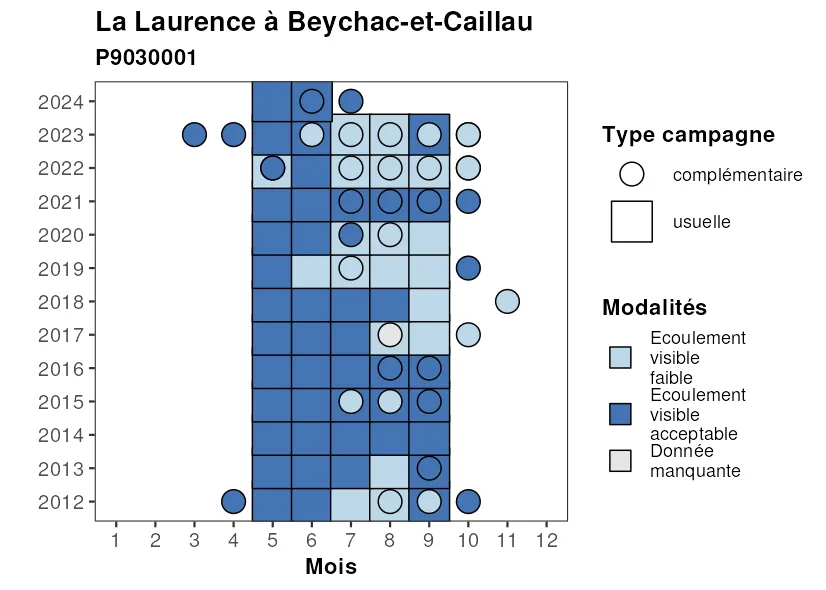 La Laurence à Beychac-et-Caillau
P9030001
2024
2023
2022
2021
2020
2019
2018
2017
2016
2015
2014
2013
2012
1 2 3 4 5 6 7 8 9 10 11 12
Mois
Type campagne
complémentaire
usuelle
Modalités
Ecoulement
visible
faible
Ecoulement
visible
acceptable
Donnée
manquante